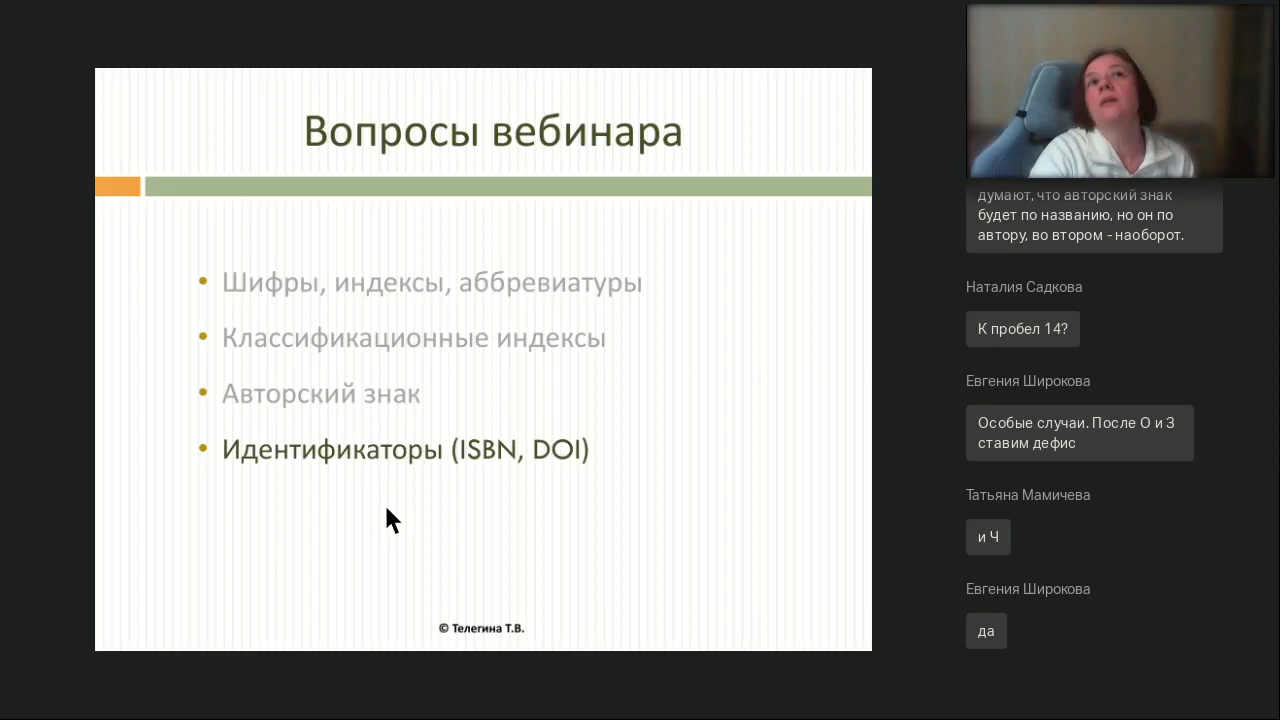 Вопросы вебинара
• Шифры, индексы, аббревиатуры
• Классификационные индексы
• Авторский знак
• Идентификаторы (ISBN, DOI)
© Телегина Т.В.
думают, что авторский знак
будет по названию, но он по
автору, во втором - наоборот.
Наталия Садкова
К пробел 14?
Евгения Широкова
Особые случаи. После О и З
ставим дефис
Татьяна Мамичева
и Ч
Евгения Широкова
да